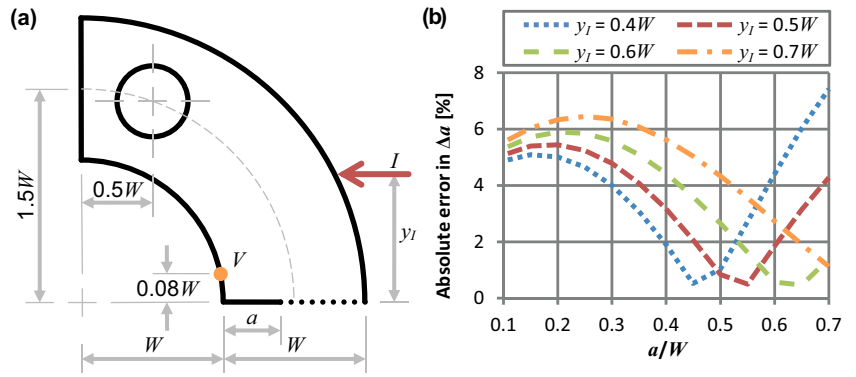 (a)
1.5W
0.5W
I
y_I
V
0.08W
a
W
W
(b)
y_I = 0.4W
y_I = 0.5W
y_I = 0.6W
y_I = 0.7W
Absolute error in Δa [%]
8
6
4
2
0
0.1 0.2 0.3 0.4 0.5 0.6 0.7
a/W